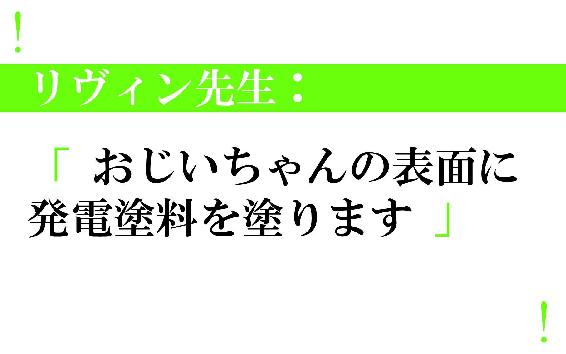 !
リヴィン先生：
「 おじいちゃんの表面に
発電塗料を塗ります 」
!